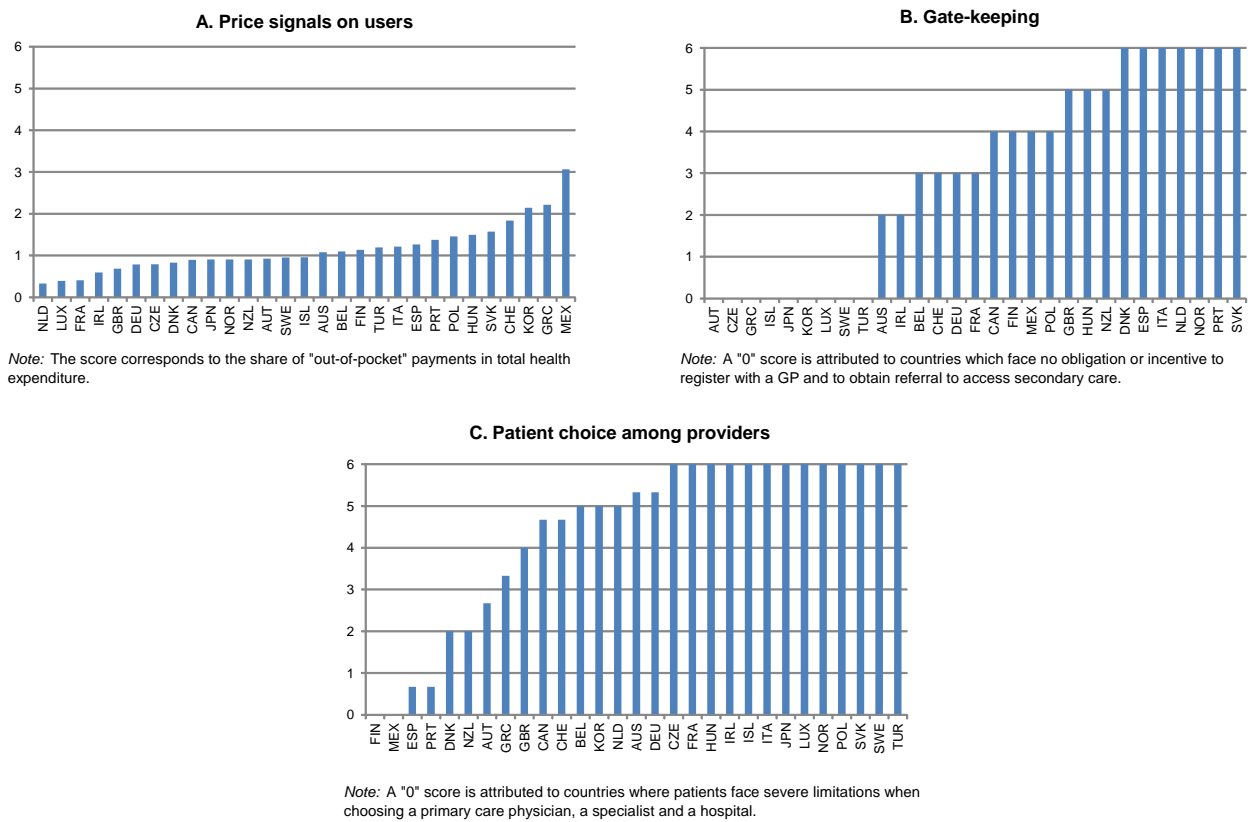 A. Price signals on users
6
5
4
3
2
1
0
NLD LUX FRA IRL GBR DEU CZE DNK CAN JPN NOR NZL AUT SWE ISL AUS BEL FIN TUR ITA ESP PRT POL HUN SVK CHE KOR GRC MEX
Note: The score corresponds to the share of "out-of-pocket" payments in total health
expenditure.
B. Gate-keeping
6
5
4
3
2
1
0
AUT CZE GRC ISL JPN KOR LUX SWE TUR AUS IRL BEL CHE DEU FRA CAN FIN MEX POL GBR HUN NZL DNK ESP ITA NLD NOR PRT SVK
Note: A "0" score is attributed to countries which face no obligation or incentive to
register with a GP and to obtain referral to access secondary care.
C. Patient choice among providers
6
5
4
3
2
1
0
FIN MEX ESP PRT DNK NZL AUT GRC GBR CAN CHE BEL KOR NLD AUS DEU CZE FRA HUN IRL ISL ITA JPN LUX NOR POL SVK SWE TUR
Note: A "0" score is attributed to countries where patients face severe limitations when
choosing a primary care physician, a specialist and a hospital.